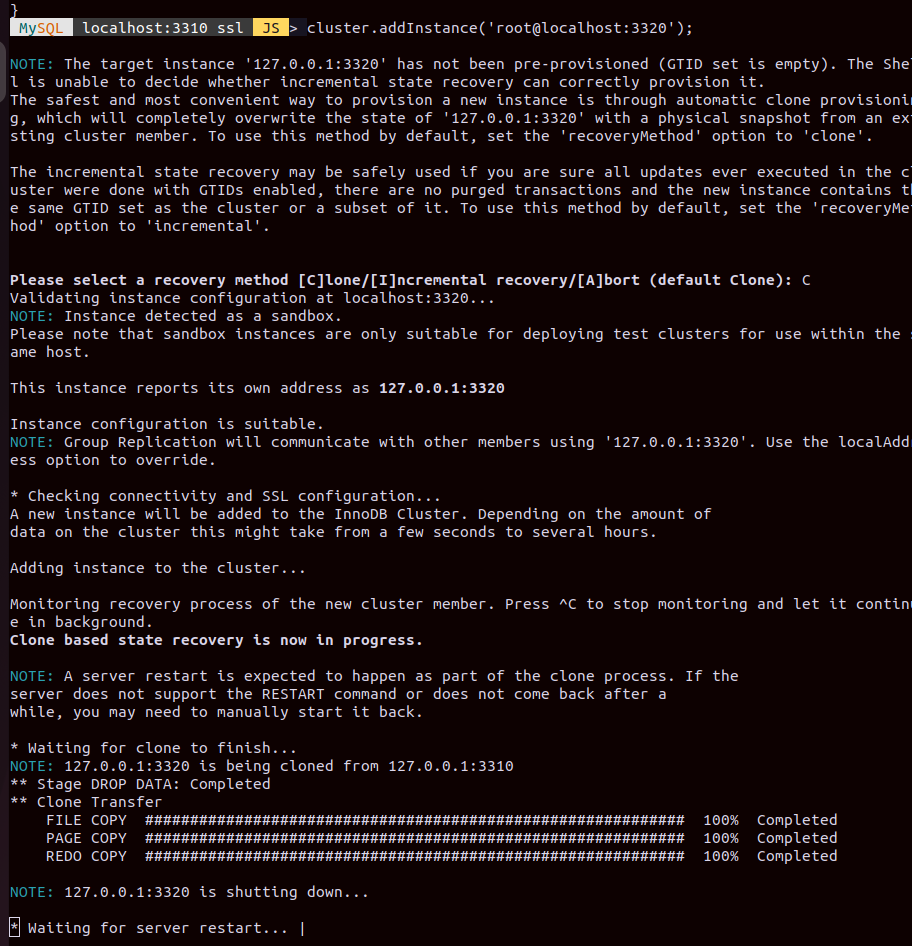 }
MySQL localhost:3310 ssl JS > cluster.addInstance('root@localhost:3320');
NOTE: The target instance '127.0.0.1:3320' has not been pre-provisioned (GTID set is empty). The Shel
l is unable to decide whether incremental state recovery can correctly provision it.
The safest and most convenient way to provision a new instance is through automatic clone provisionin
g, which will completely overwrite the state of '127.0.0.1:3320' with a physical snapshot from an exi
sting cluster member. To use this method by default, set the 'recoveryMethod' option to 'clone'.
The incremental state recovery may be safely used if you are sure all updates ever executed in the cl
uster were done with GTIDs enabled, there are no purged transactions and the new instance contains th
e same GTID set as the cluster or a subset of it. To use this method by default, set the 'recoveryMet
hod' option to 'incremental'.
Please select a recovery method [C]lone/[I]ncremental recovery/[A]bort (default Clone): C
Validating instance configuration at localhost:3320...
NOTE: Instance detected as a sandbox.
Please note that sandbox instances are only suitable for deploying test clusters for use within the s
ame host.
This instance reports its own address as 127.0.0.1:3320
Instance configuration is suitable.
NOTE: Group Replication will communicate with other members using '127.0.0.1:3320'. Use the localAddr
ess option to override.
* Checking connectivity and SSL configuration...
A new instance will be added to the InnoDB Cluster. Depending on the amount of
data on the cluster this might take from a few seconds to several hours.
Adding instance to the cluster...
Monitoring recovery process of the new cluster member. Press ^C to stop monitoring and let it continu
e in background.
Clone based state recovery is now in progress.
NOTE: A server restart is expected to happen as part of the clone process. If the
server does not support the RESTART command or does not come back after a
while, you may need to manually start it back.
* Waiting for clone to finish...
NOTE: 127.0.0.1:3320 is being cloned from 127.0.0.1:3310
** Stage DROP DATA: Completed
** Clone Transfer
FILE COPY ############################################################ 100% Completed
PAGE COPY ############################################################ 100% Completed
REDO COPY ############################################################ 100% Completed
NOTE: 127.0.0.1:3320 is shutting down...
* Waiting for server restart... |